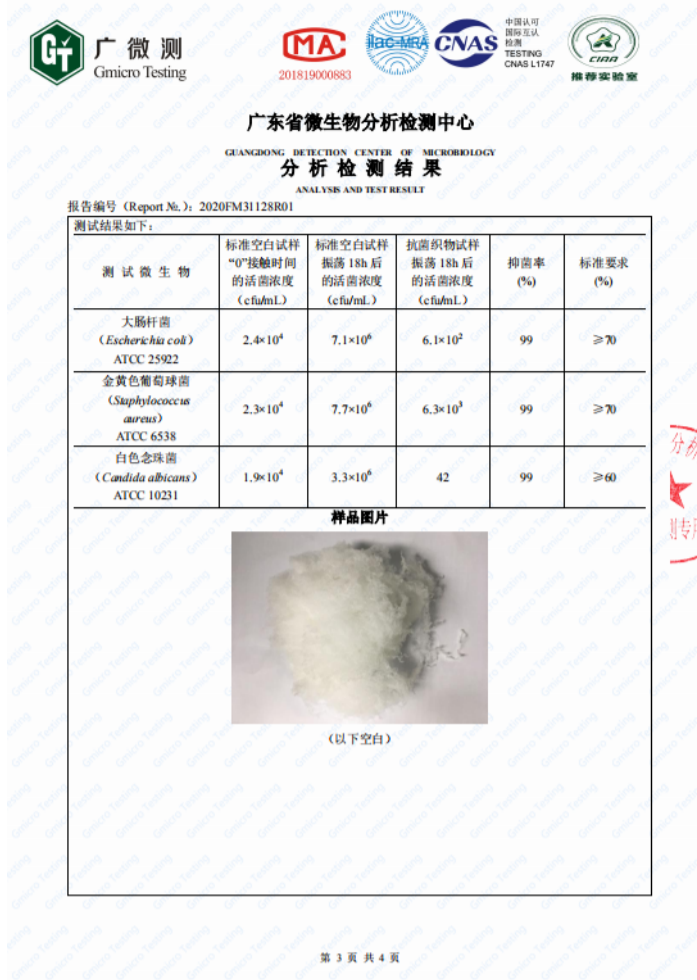 广微测
Gmicro Testing
MA
201819000883
ilac-MRA
CNAS
中国认可
国际互认
检测
TESTING
CNAS L1747
CIAA
推荐实验室
广东省微生物分析检测中心
GUANGDONG DETECTION CENTER OF MICROBIOLOGY
分析检测结果
ANALYSIS AND TEST RESULT
报告编号（Report №.）：2020FM31128R01
测试结果如下：
测试微生物
标准空白试样
“0”接触时间
的活菌浓度
（cfu/mL）
标准空白试样
振荡 18h 后
的活菌浓度
（cfu/mL）
抗菌织物试样
振荡 18h 后
的活菌浓度
（cfu/mL）
抑菌率
(%)
标准要求
(%)
大肠杆菌
（Escherichia coli）
ATCC 25922
2.4×10⁴
7.1×10⁶
6.1×10²
99
≥70
金黄色葡萄球菌
（Staphylococcus
aureus）
ATCC 6538
2.3×10⁴
7.7×10⁶
6.3×10³
99
≥70
白色念珠菌
（Candida albicans）
ATCC 10231
1.9×10⁴
3.3×10⁶
42
99
≥60
样品图片
（以下空白）
第 3 页 共 4 页